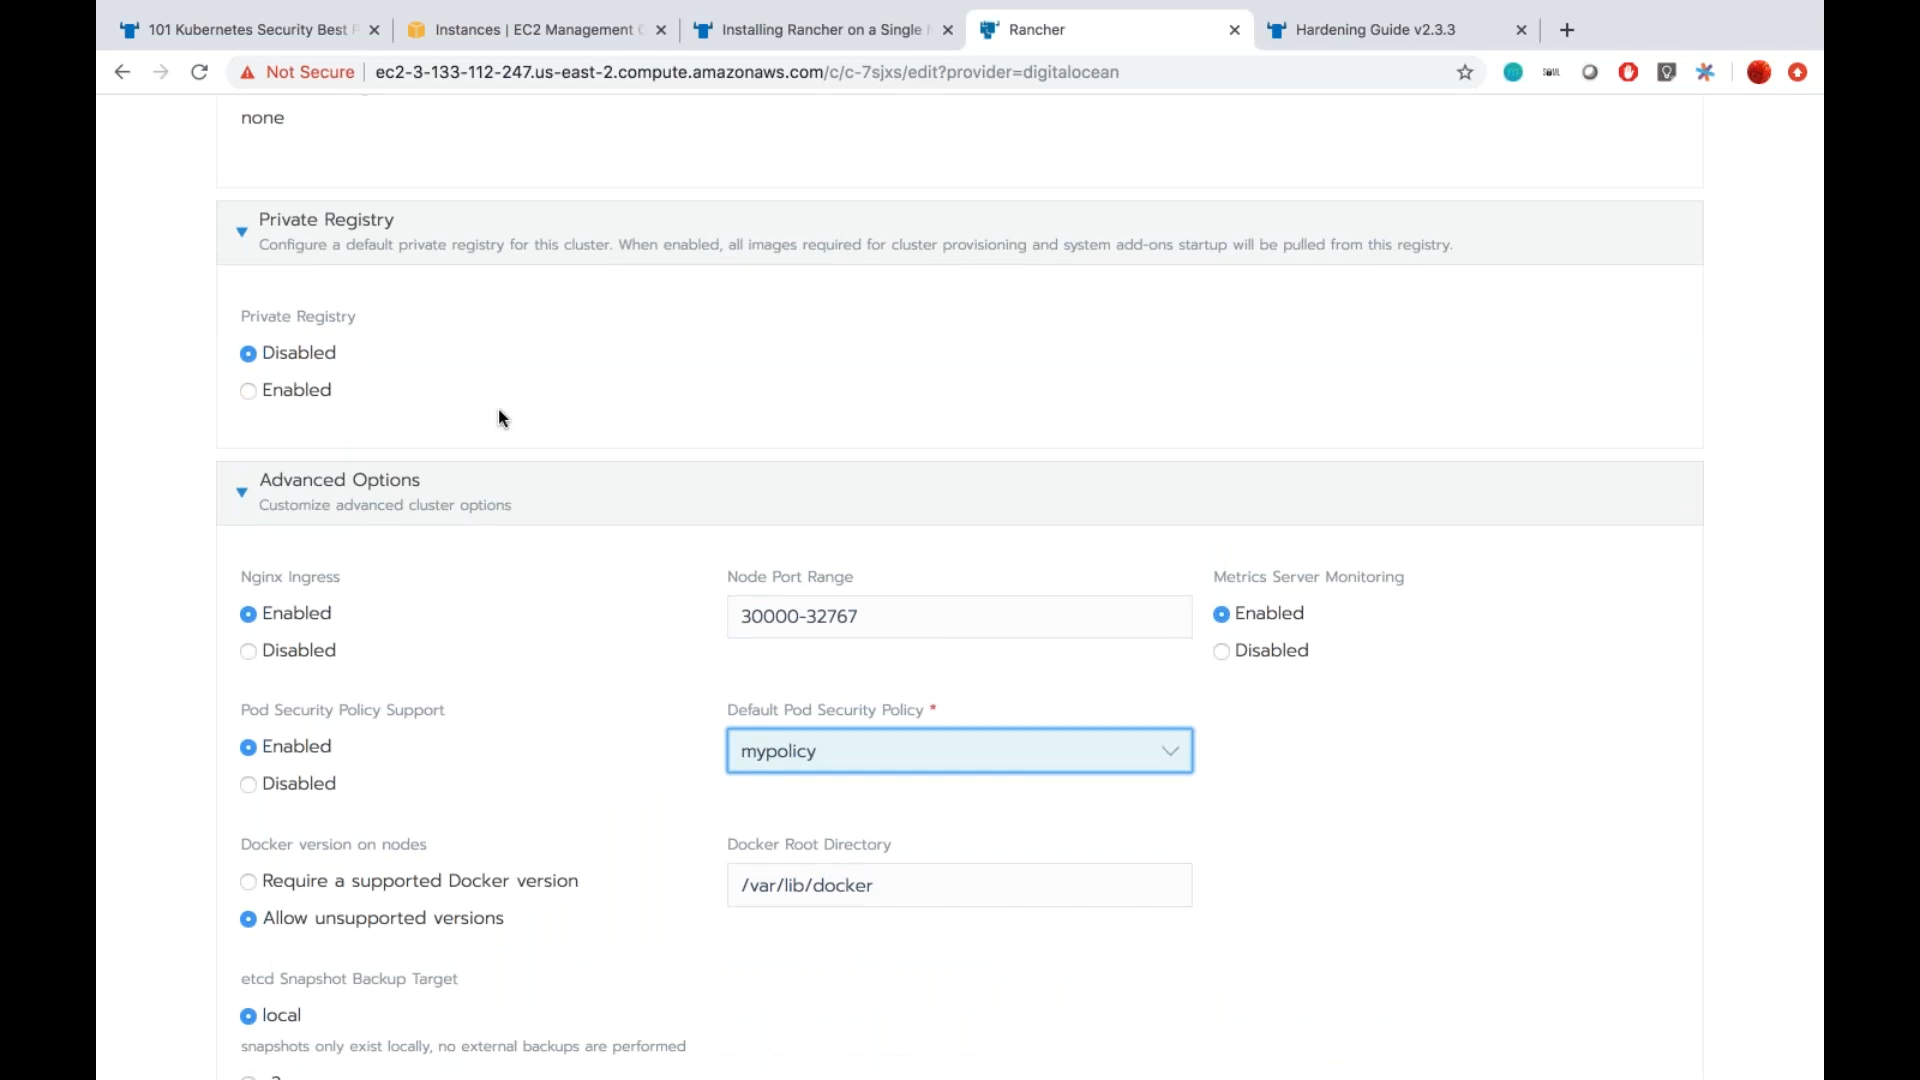 101 Kubernetes Security Best P
Instances | EC2 Management C
Installing Rancher on a Single N
Rancher
Hardening Guide v2.3.3
Not Secure
ec2-3-133-112-247.us-east-2.compute.amazonaws.com/c/c-7sjxs/edit?provider=digitalocean
none
Private Registry
Configure a default private registry for this cluster. When enabled, all images required for cluster provisioning and system add-ons startup will be pulled from this registry.
Private Registry
Disabled
Enabled
Advanced Options
Customize advanced cluster options
Nginx Ingress
Enabled
Disabled
Node Port Range
30000-32767
Metrics Server Monitoring
Enabled
Disabled
Pod Security Policy Support
Enabled
Disabled
Default Pod Security Policy *
mypolicy
Docker version on nodes
Require a supported Docker version
Allow unsupported versions
Docker Root Directory
/var/lib/docker
etcd Snapshot Backup Target
local
snapshots only exist locally, no external backups are performed